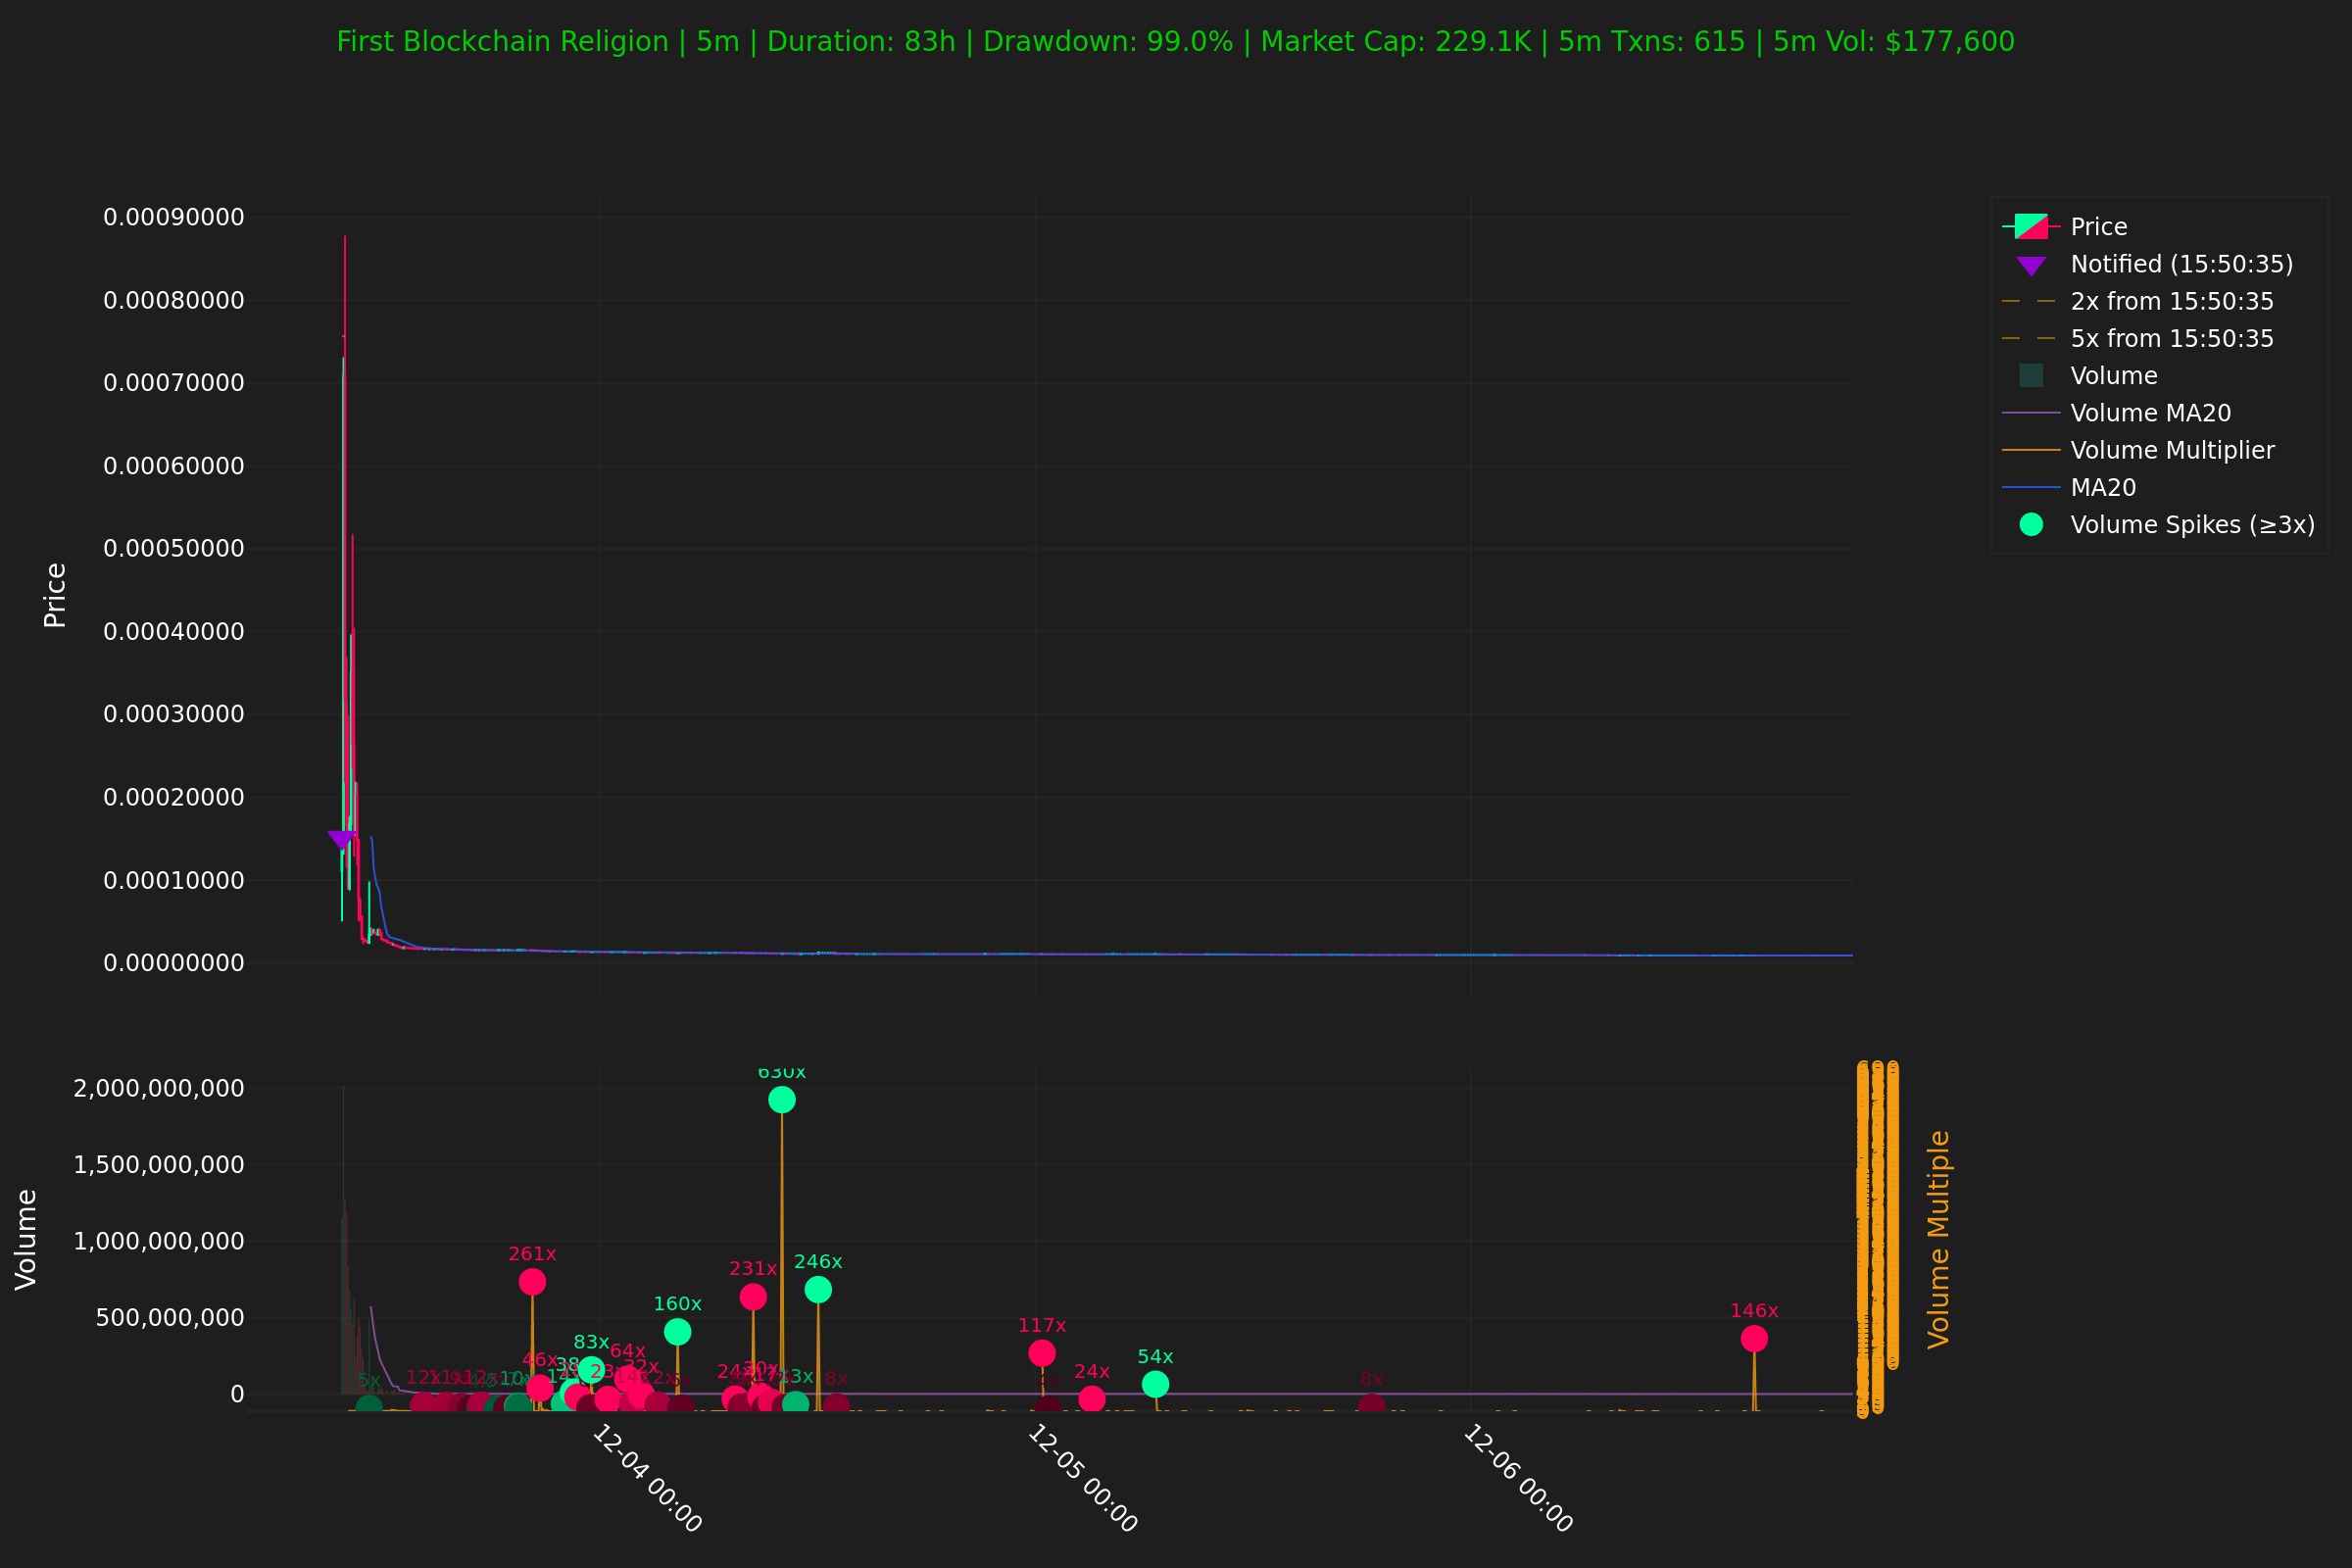 First Blockchain Religion | 5m | Duration: 83h | Drawdown: 99.0% | Market Cap: 229.1K | 5m Txns: 615 | 5m Vol: $177,600
Price
0.00090000
0.00080000
0.00070000
0.00060000
0.00050000
0.00040000
0.00030000
0.00020000
0.00010000
0.00000000
Price
Notified (15:50:35)
2x from 15:50:35
5x from 15:50:35
Volume
Volume MA20
Volume Multiplier
MA20
Volume Spikes (≥3x)
Volume
2,000,000,000
1,500,000,000
1,000,000,000
500,000,000
0
630x
261x
231x
246x
160x
146x
117x
83x
64x
54x
46x
24x
8x
8x
5x
Volume Multiple
12-04 00:00
12-05 00:00
12-06 00:00